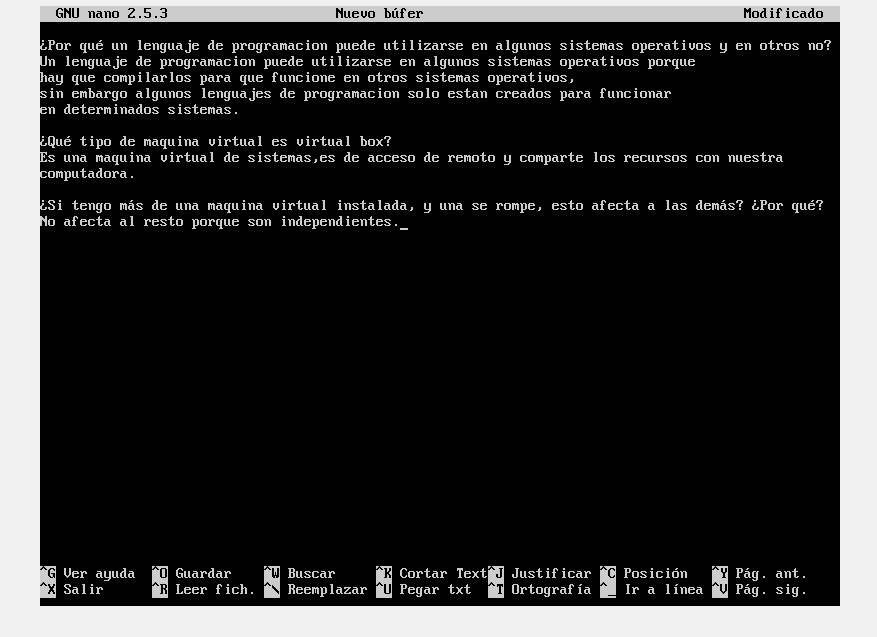 GNU nano 2.5.3 Nuevo búfer Modificado
¿Por qué un lenguaje de programacion puede utilizarse en algunos sistemas operativos y en otros no?
Un lenguaje de programacion puede utilizarse en algunos sistemas operativos porque
hay que compilarlos para que funcione en otros sistemas operativos,
sin embargo algunos lenguajes de programacion solo estan creados para funcionar
en determinados sistemas.
¿Qué tipo de maquina virtual es virtual box?
Es una maquina virtual de sistemas,es de acceso de remoto y comparte los recursos con nuestra
computadora.
¿Si tengo más de una maquina virtual instalada, y una se rompe, esto afecta a las demás? ¿Por qué?
No afecta al resto porque son independientes._
^G Ver ayuda ^O Guardar ^W Buscar ^K Cortar Text ^J Justificar ^C Posición ^Y Pág. ant.
^X Salir ^R Leer fich. ^\ Reemplazar ^U Pegar txt ^T Ortografía ^_ Ir a línea ^V Pág. sig.